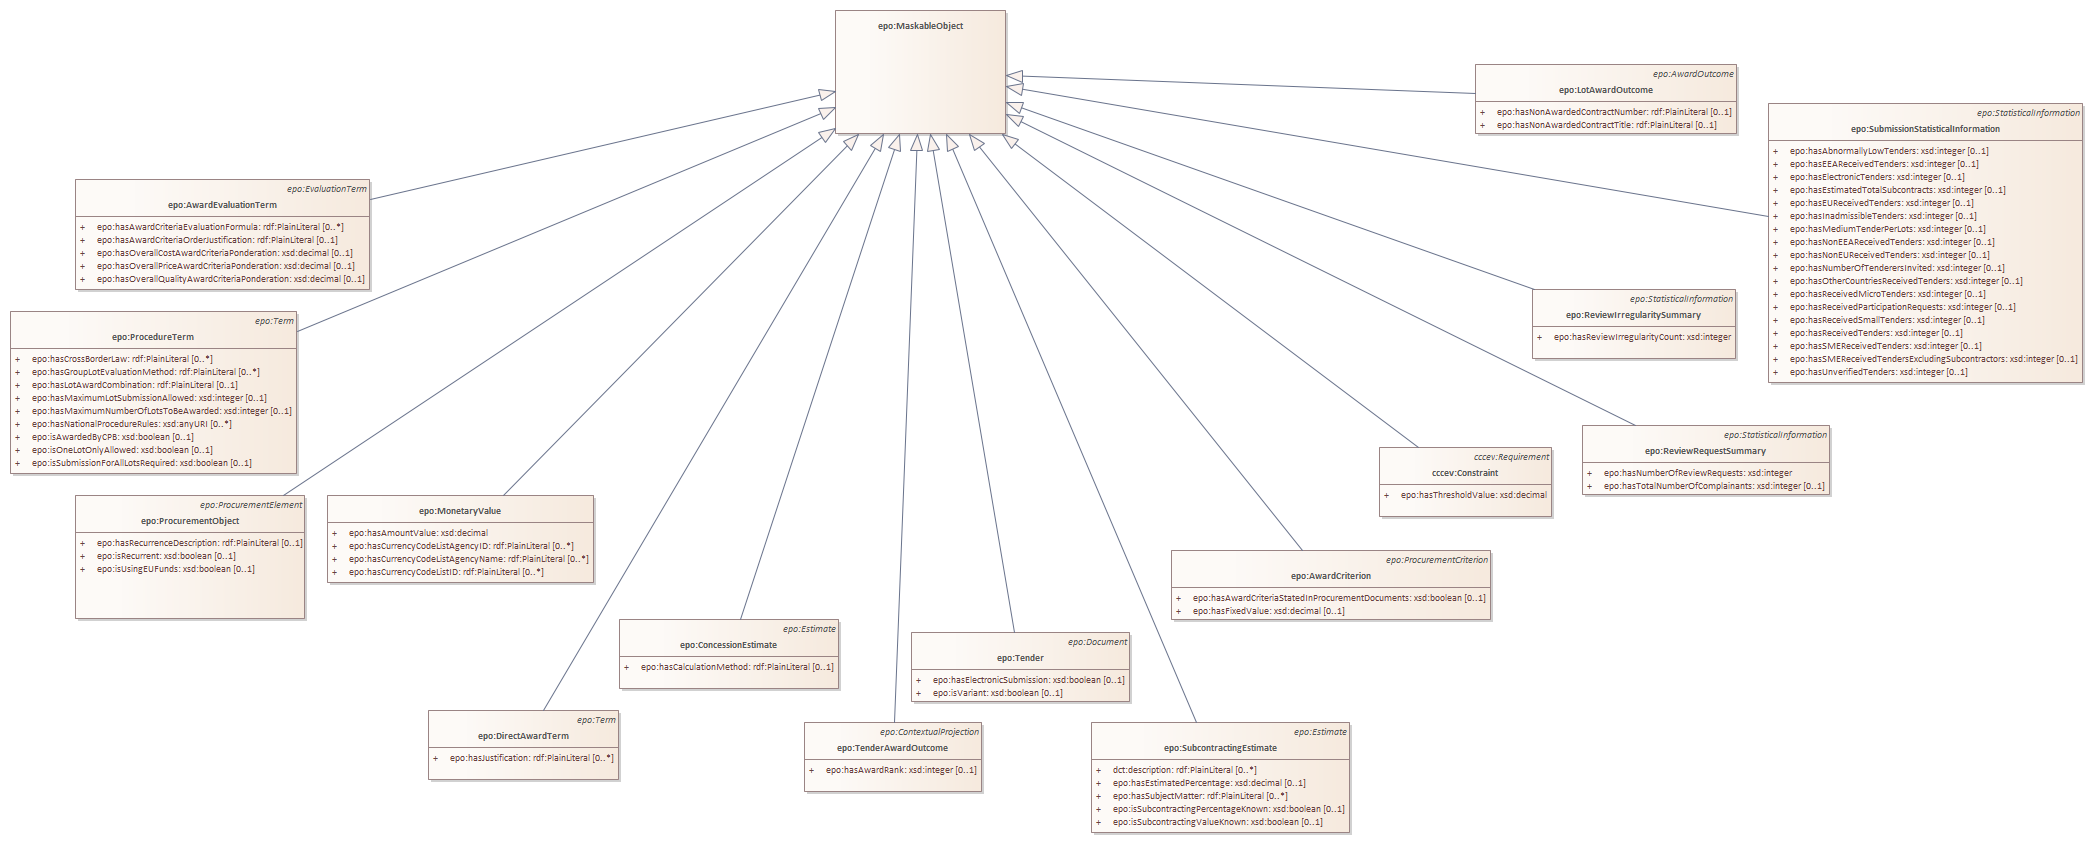 epo:MaskableObject
epo:AwardOutcome
epo:LotAwardOutcome
+ epo:hasNonAwardedContractNumber: rdf:PlainLiteral [0..1]
+ epo:hasNonAwardedContractTitle: rdf:PlainLiteral [0..1]
epo:StatisticalInformation
epo:SubmissionStatisticalInformation
+ epo:hasAbnormallyLowTenders: xsd:integer [0..1]
+ epo:hasEEAReceivedTenders: xsd:integer [0..1]
+ epo:hasElectronicTenders: xsd:integer [0..1]
+ epo:hasEstimatedTotalSubcontracts: xsd:integer [0..1]
+ epo:hasEUReceivedTenders: xsd:integer [0..1]
+ epo:hasInadmissibleTenders: xsd:integer [0..1]
+ epo:hasMediumTenderPerLots: xsd:integer [0..1]
+ epo:hasNonEEAReceivedTenders: xsd:integer [0..1]
+ epo:hasNonEUReceivedTenders: xsd:integer [0..1]
+ epo:hasNumberOfTenderersInvited: xsd:integer [0..1]
+ epo:hasOtherCountriesReceivedTenders: xsd:integer [0..1]
+ epo:hasReceivedMicroTenders: xsd:integer [0..1]
+ epo:hasReceivedParticipationRequests: xsd:integer [0..1]
+ epo:hasReceivedSmallTenders: xsd:integer [0..1]
+ epo:hasReceivedTenders: xsd:integer [0..1]
+ epo:hasSMEReceivedTenders: xsd:integer [0..1]
+ epo:hasSMEReceivedTendersExcludingSubcontractors: xsd:integer [0..1]
+ epo:hasUnverifiedTenders: xsd:integer [0..1]
epo:EvaluationTerm
epo:AwardEvaluationTerm
+ epo:hasAwardCriteriaEvaluationFormula: rdf:PlainLiteral [0..*]
+ epo:hasAwardCriteriaOrderJustification: rdf:PlainLiteral [0..1]
+ epo:hasOverallCostAwardCriteriaPonderation: xsd:decimal [0..1]
+ epo:hasOverallPriceAwardCriteriaPonderation: xsd:decimal [0..1]
+ epo:hasOverallQualityAwardCriteriaPonderation: xsd:decimal [0..1]
epo:StatisticalInformation
epo:ReviewIrregularitySummary
+ epo:hasReviewIrregularityCount: xsd:integer
epo:Term
epo:ProcedureTerm
+ epo:hasCrossBorderLaw: rdf:PlainLiteral [0..*]
+ epo:hasGroupLotEvaluationMethod: rdf:PlainLiteral [0..*]
+ epo:hasLotAwardCombination: rdf:PlainLiteral [0..1]
+ epo:hasMaximumLotSubmissionAllowed: xsd:integer [0..1]
+ epo:hasMaximumNumberOfLotsToBeAwarded: xsd:integer [0..1]
+ epo:hasNationalProcedureRules: xsd:anyURI [0..*]
+ epo:isAwardedByCPB: xsd:boolean [0..1]
+ epo:isOneLotOnlyAllowed: xsd:boolean [0..1]
+ epo:isSubmissionForAllLotsRequired: xsd:boolean [0..1]
epo:StatisticalInformation
epo:ReviewRequestSummary
+ epo:hasNumberOfReviewRequests: xsd:integer
+ epo:hasTotalNumberOfComplainants: xsd:integer [0..1]
cccev:Requirement
cccev:Constraint
+ epo:hasThresholdValue: xsd:decimal
epo:ProcurementElement
epo:ProcurementObject
+ epo:hasRecurrenceDescription: rdf:PlainLiteral [0..1]
+ epo:isRecurrent: xsd:boolean [0..1]
+ epo:isUsingEUFunds: xsd:boolean [0..1]
epo:MonetaryValue
+ epo:hasAmountValue: xsd:decimal
+ epo:hasCurrencyCodeListAgencyID: rdf:PlainLiteral [0..*]
+ epo:hasCurrencyCodeListAgencyName: rdf:PlainLiteral [0..*]
+ epo:hasCurrencyCodeListID: rdf:PlainLiteral [0..*]
epo:ProcurementCriterion
epo:AwardCriterion
+ epo:hasAwardCriteriaStatedInProcurementDocuments: xsd:boolean [0..1]
+ epo:hasFixedValue: xsd:decimal [0..1]
epo:Estimate
epo:ConcessionEstimate
+ epo:hasCalculationMethod: rdf:PlainLiteral [0..1]
epo:Document
epo:Tender
+ epo:hasElectronicSubmission: xsd:boolean [0..1]
+ epo:isVariant: xsd:boolean [0..1]
epo:Term
epo:DirectAwardTerm
+ epo:hasJustification: rdf:PlainLiteral [0..*]
epo:ContextualProjection
epo:TenderAwardOutcome
+ epo:hasAwardRank: xsd:integer [0..1]
epo:Estimate
epo:SubcontractingEstimate
+ dct:description: rdf:PlainLiteral [0..*]
+ epo:hasEstimatedPercentage: xsd:decimal [0..1]
+ epo:hasSubjectMatter: rdf:PlainLiteral [0..*]
+ epo:isSubcontractingPercentageKnown: xsd:boolean [0..1]
+ epo:isSubcontractingValueKnown: xsd:boolean [0..1]